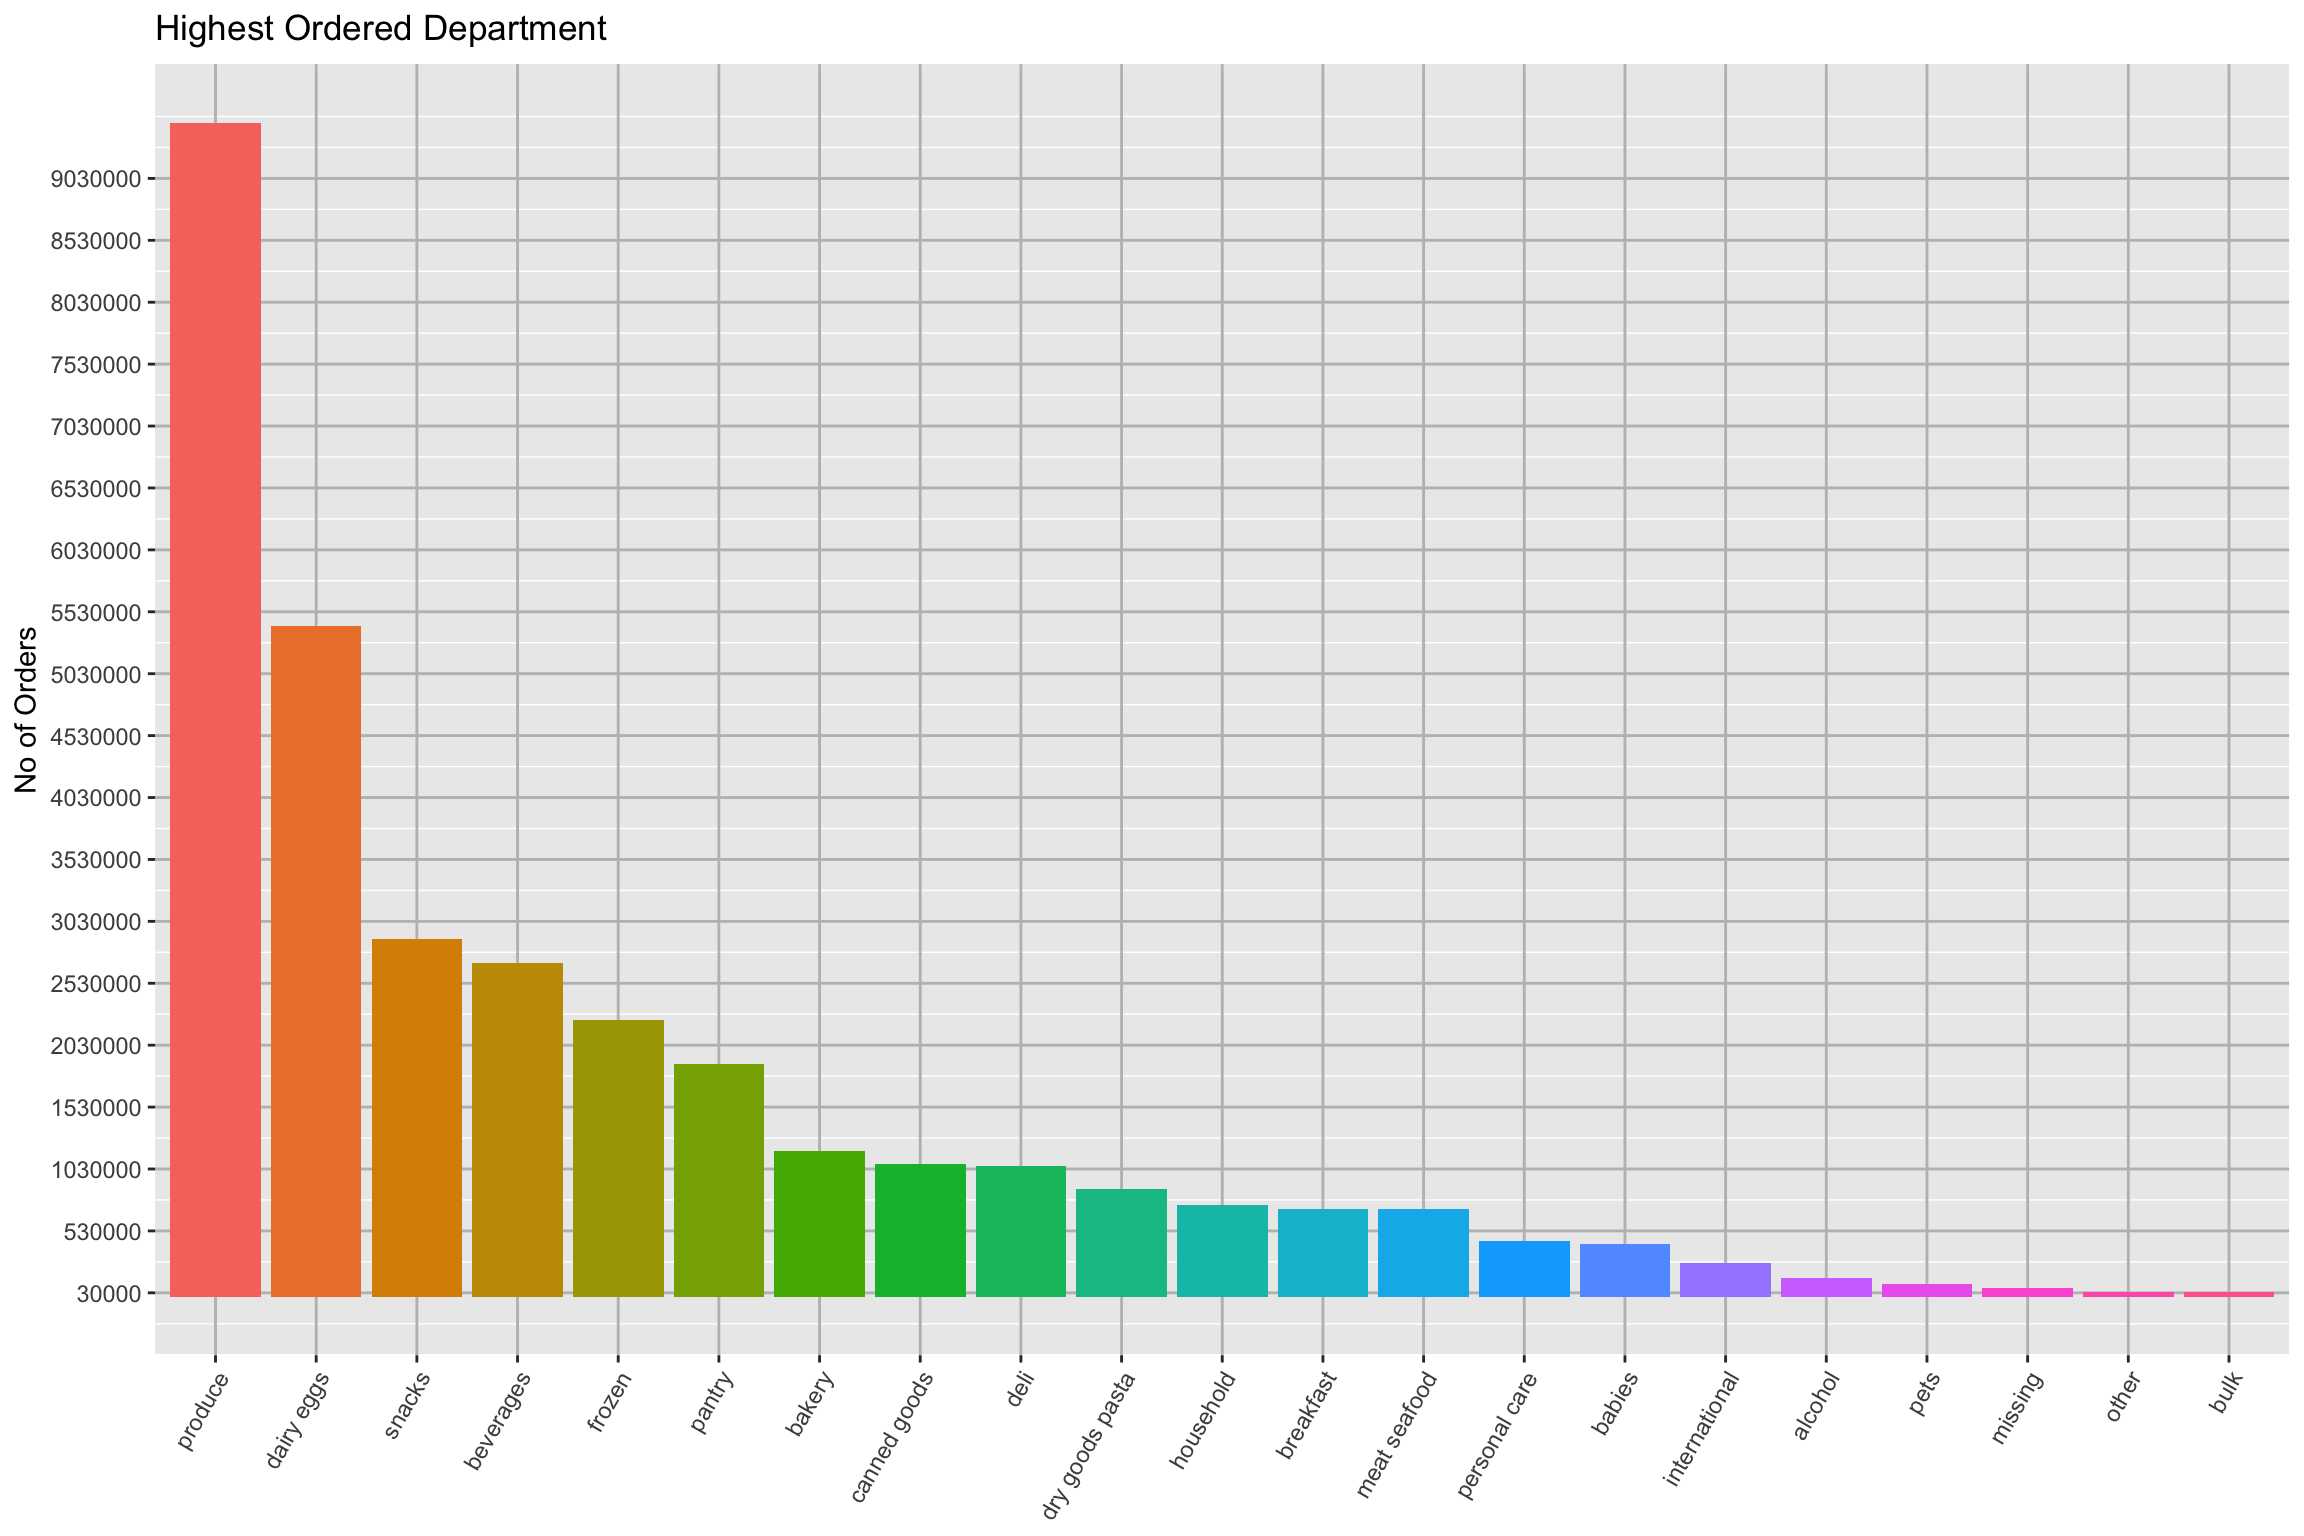 Highest Ordered Department
No of Orders
9030000
8530000
8030000
7530000
7030000
6530000
6030000
5530000
5030000
4530000
4030000
3530000
3030000
2530000
2030000
1530000
1030000
530000
30000
produce
dairy eggs
snacks
beverages
frozen
pantry
bakery
canned goods
deli
dry goods pasta
household
breakfast
meat seafood
personal care
babies
international
alcohol
pets
missing
other
bulk